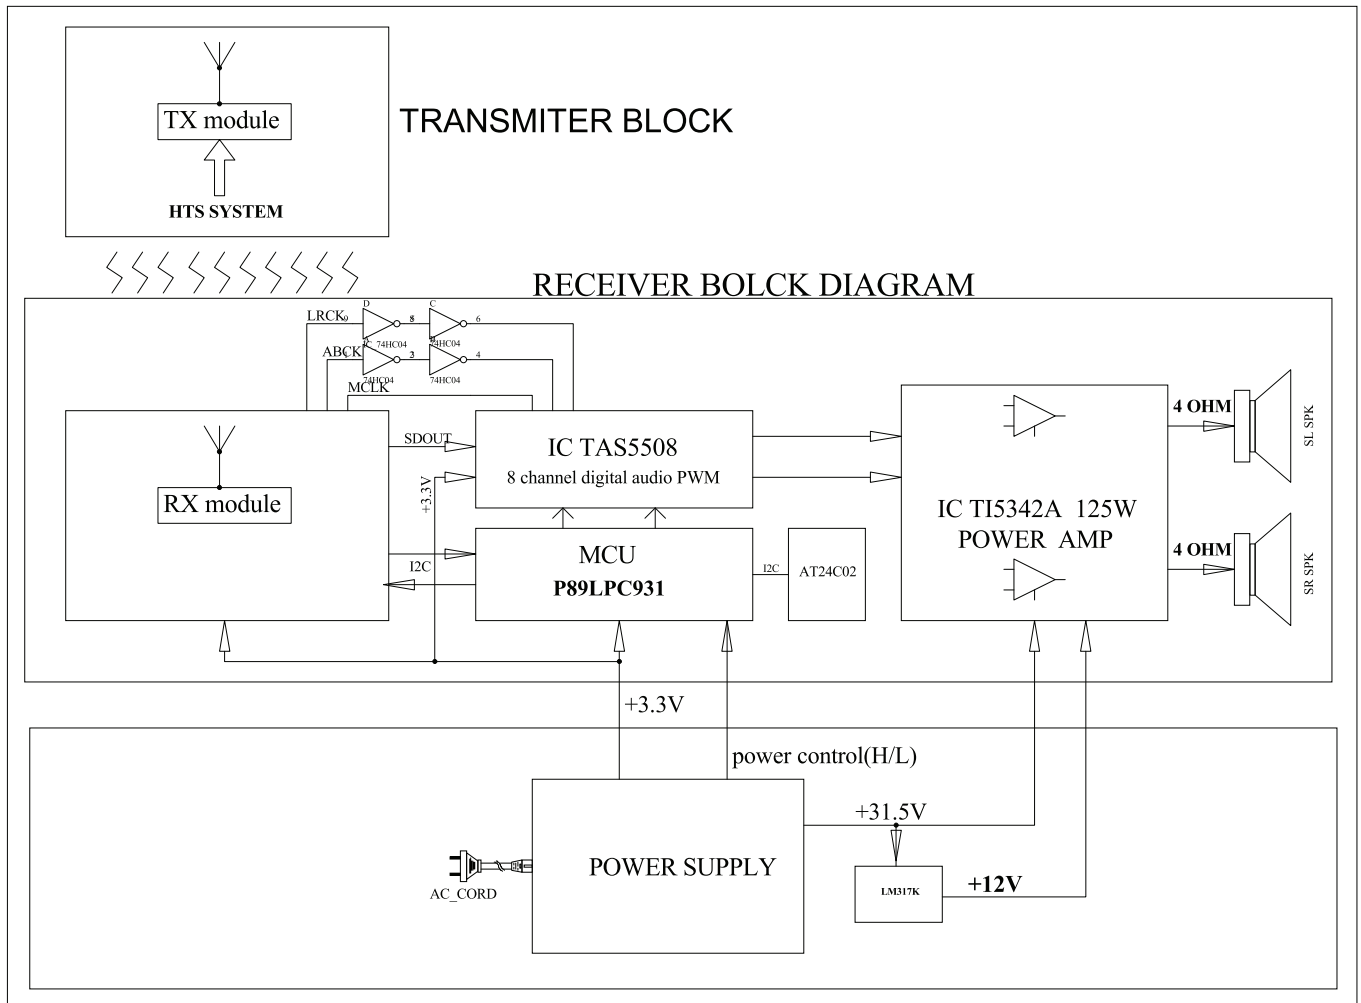 TX module
TRANSMITER BLOCK
HTS SYSTEM
RECEIVER BOLCK DIAGRAM
D
C
LRCK
9
8
5
6
74HC04
74HC04
ABCK
1
2
3
4
74HC04
74HC04
MCLK
SDOUT
IC TAS5508
8 channel digital audio PWM
+3.3V
RX module
I2C
MCU
P89LPC931
I2C
AT24C02
IC TI5342A 125W
POWER AMP
4 OHM
SL SPK
4 OHM
SR SPK
+3.3V
power control(H/L)
+31.5V
POWER SUPPLY
AC_CORD
LM317K
+12V